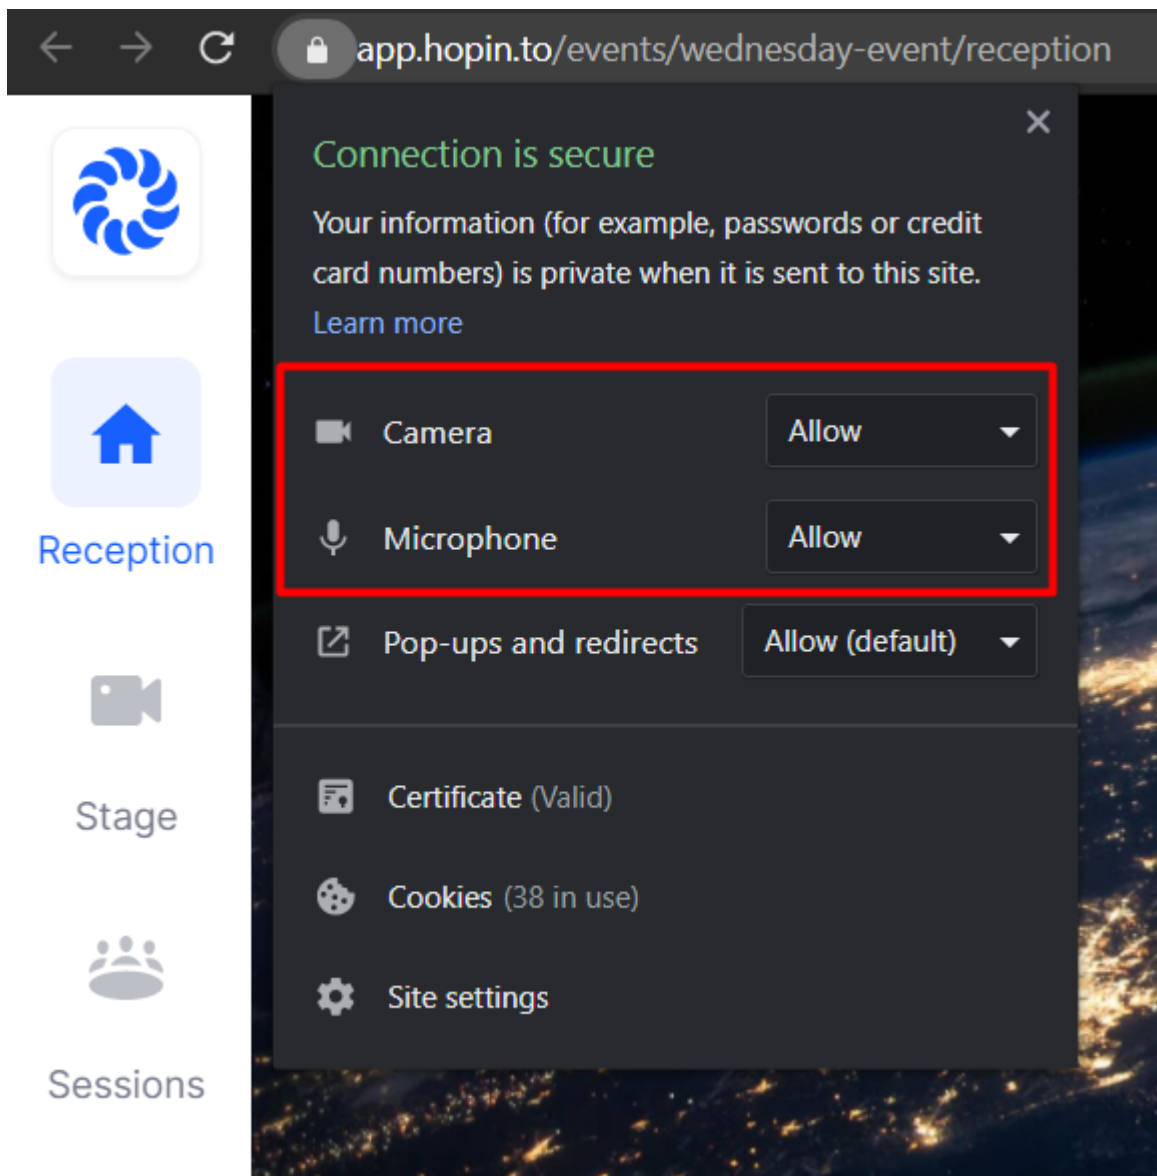 app.hopin.to/events/wednesday-event/reception
Connection is secure
Your information (for example, passwords or credit
card numbers) is private when it is sent to this site.
Learn more
Camera Allow
Microphone Allow
Pop-ups and redirects Allow (default)
Certificate (Valid)
Cookies (38 in use)
Site settings
Reception
Stage
Sessions